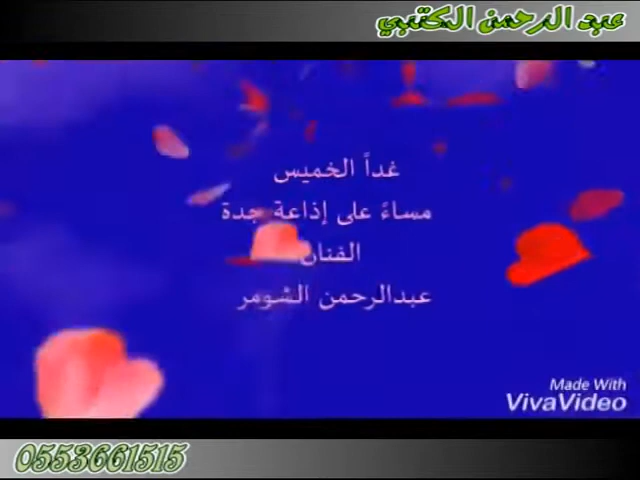 عبد الرحمن الكتبي
غداً الخميس
مساءً على إذاعة جدة
الفنان
عبدالرحمن الشومر
Made With
VivaVideo
0553661515